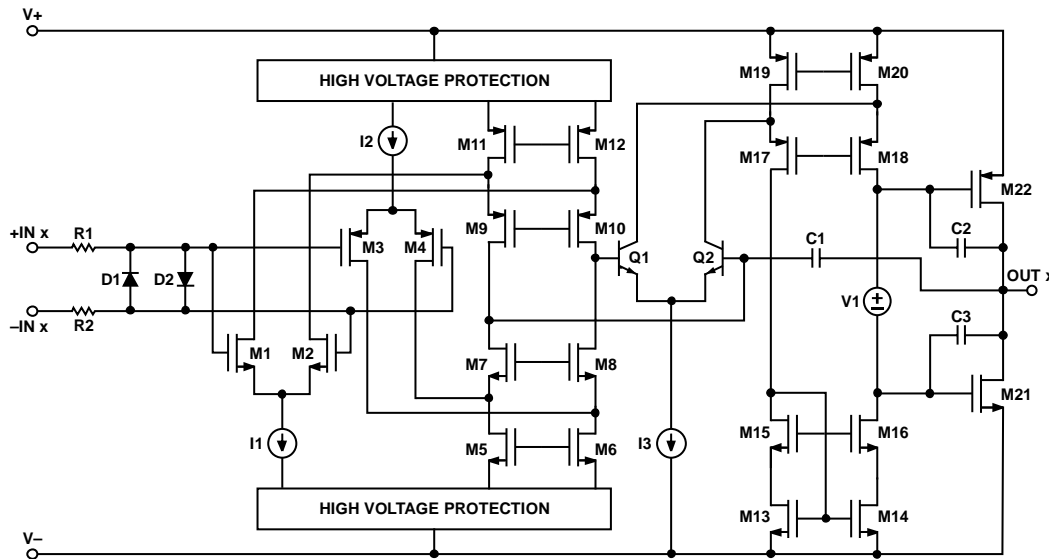 V+
HIGH VOLTAGE PROTECTION
M19
M20
I2
M11
M12
M17
M18
M22
+IN x
R1
M3
M4
M9
M10
Q1
Q2
C1
C2
D1
D2
V1
OUT x
–IN x
R2
M1
M2
M7
M8
C3
M21
I1
M5
M6
I3
M15
M16
HIGH VOLTAGE PROTECTION
M13
M14
V–